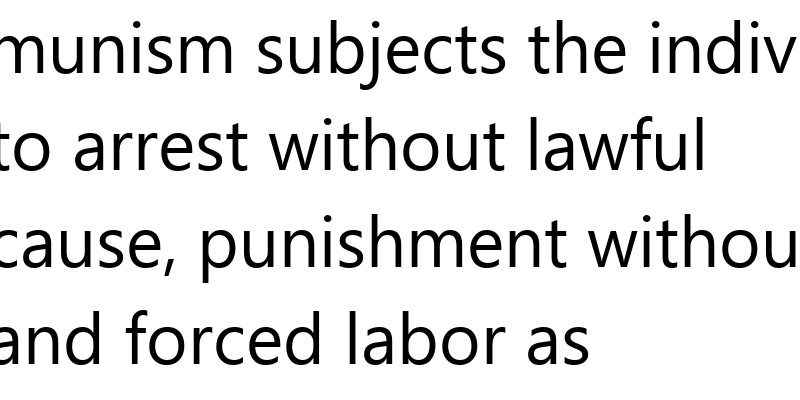 munism subjects the indiv
to arrest without lawful
cause, punishment withou
and forced labor as